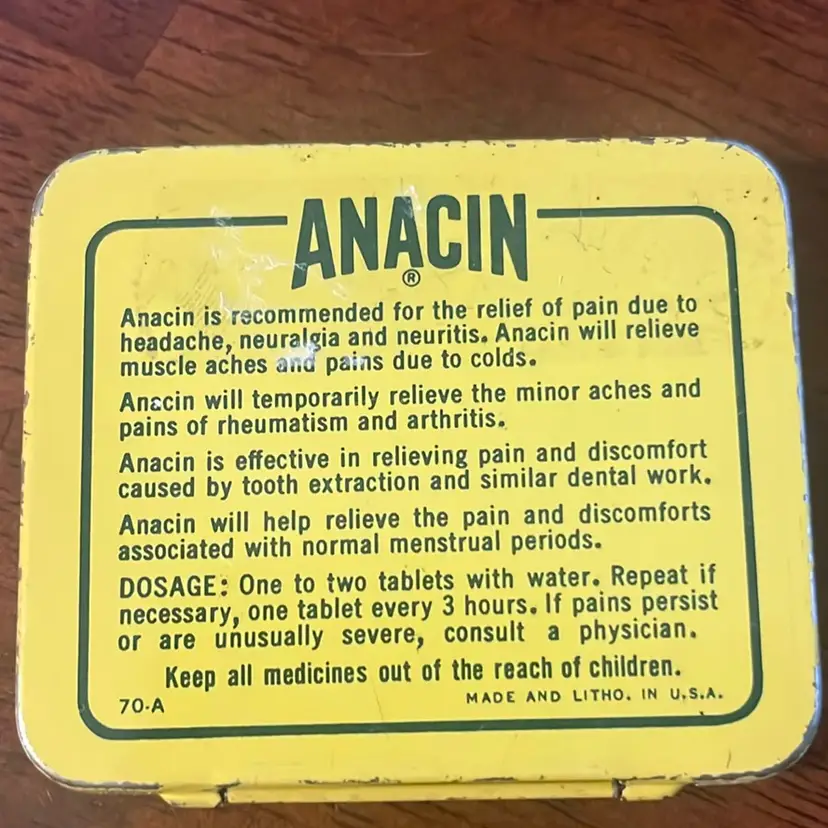 ANACIN
®
Anacin is recommended for the relief of pain due to
headache, neuralgia and neuritis. Anacin will relieve
muscle aches and pains due to colds.
Anacin will temporarily relieve the minor aches and
pains of rheumatism and arthritis.
Anacin is effective in relieving pain and discomfort
caused by tooth extraction and similar dental work.
Anacin will help relieve the pain and discomforts
associated with normal menstrual periods.
DOSAGE: One to two tablets with water. Repeat if
necessary, one tablet every 3 hours. If pains persist
or are unusually severe, consult a physician.
Keep all medicines out of the reach of children.
70-A MADE AND LITHO. IN U.S.A.